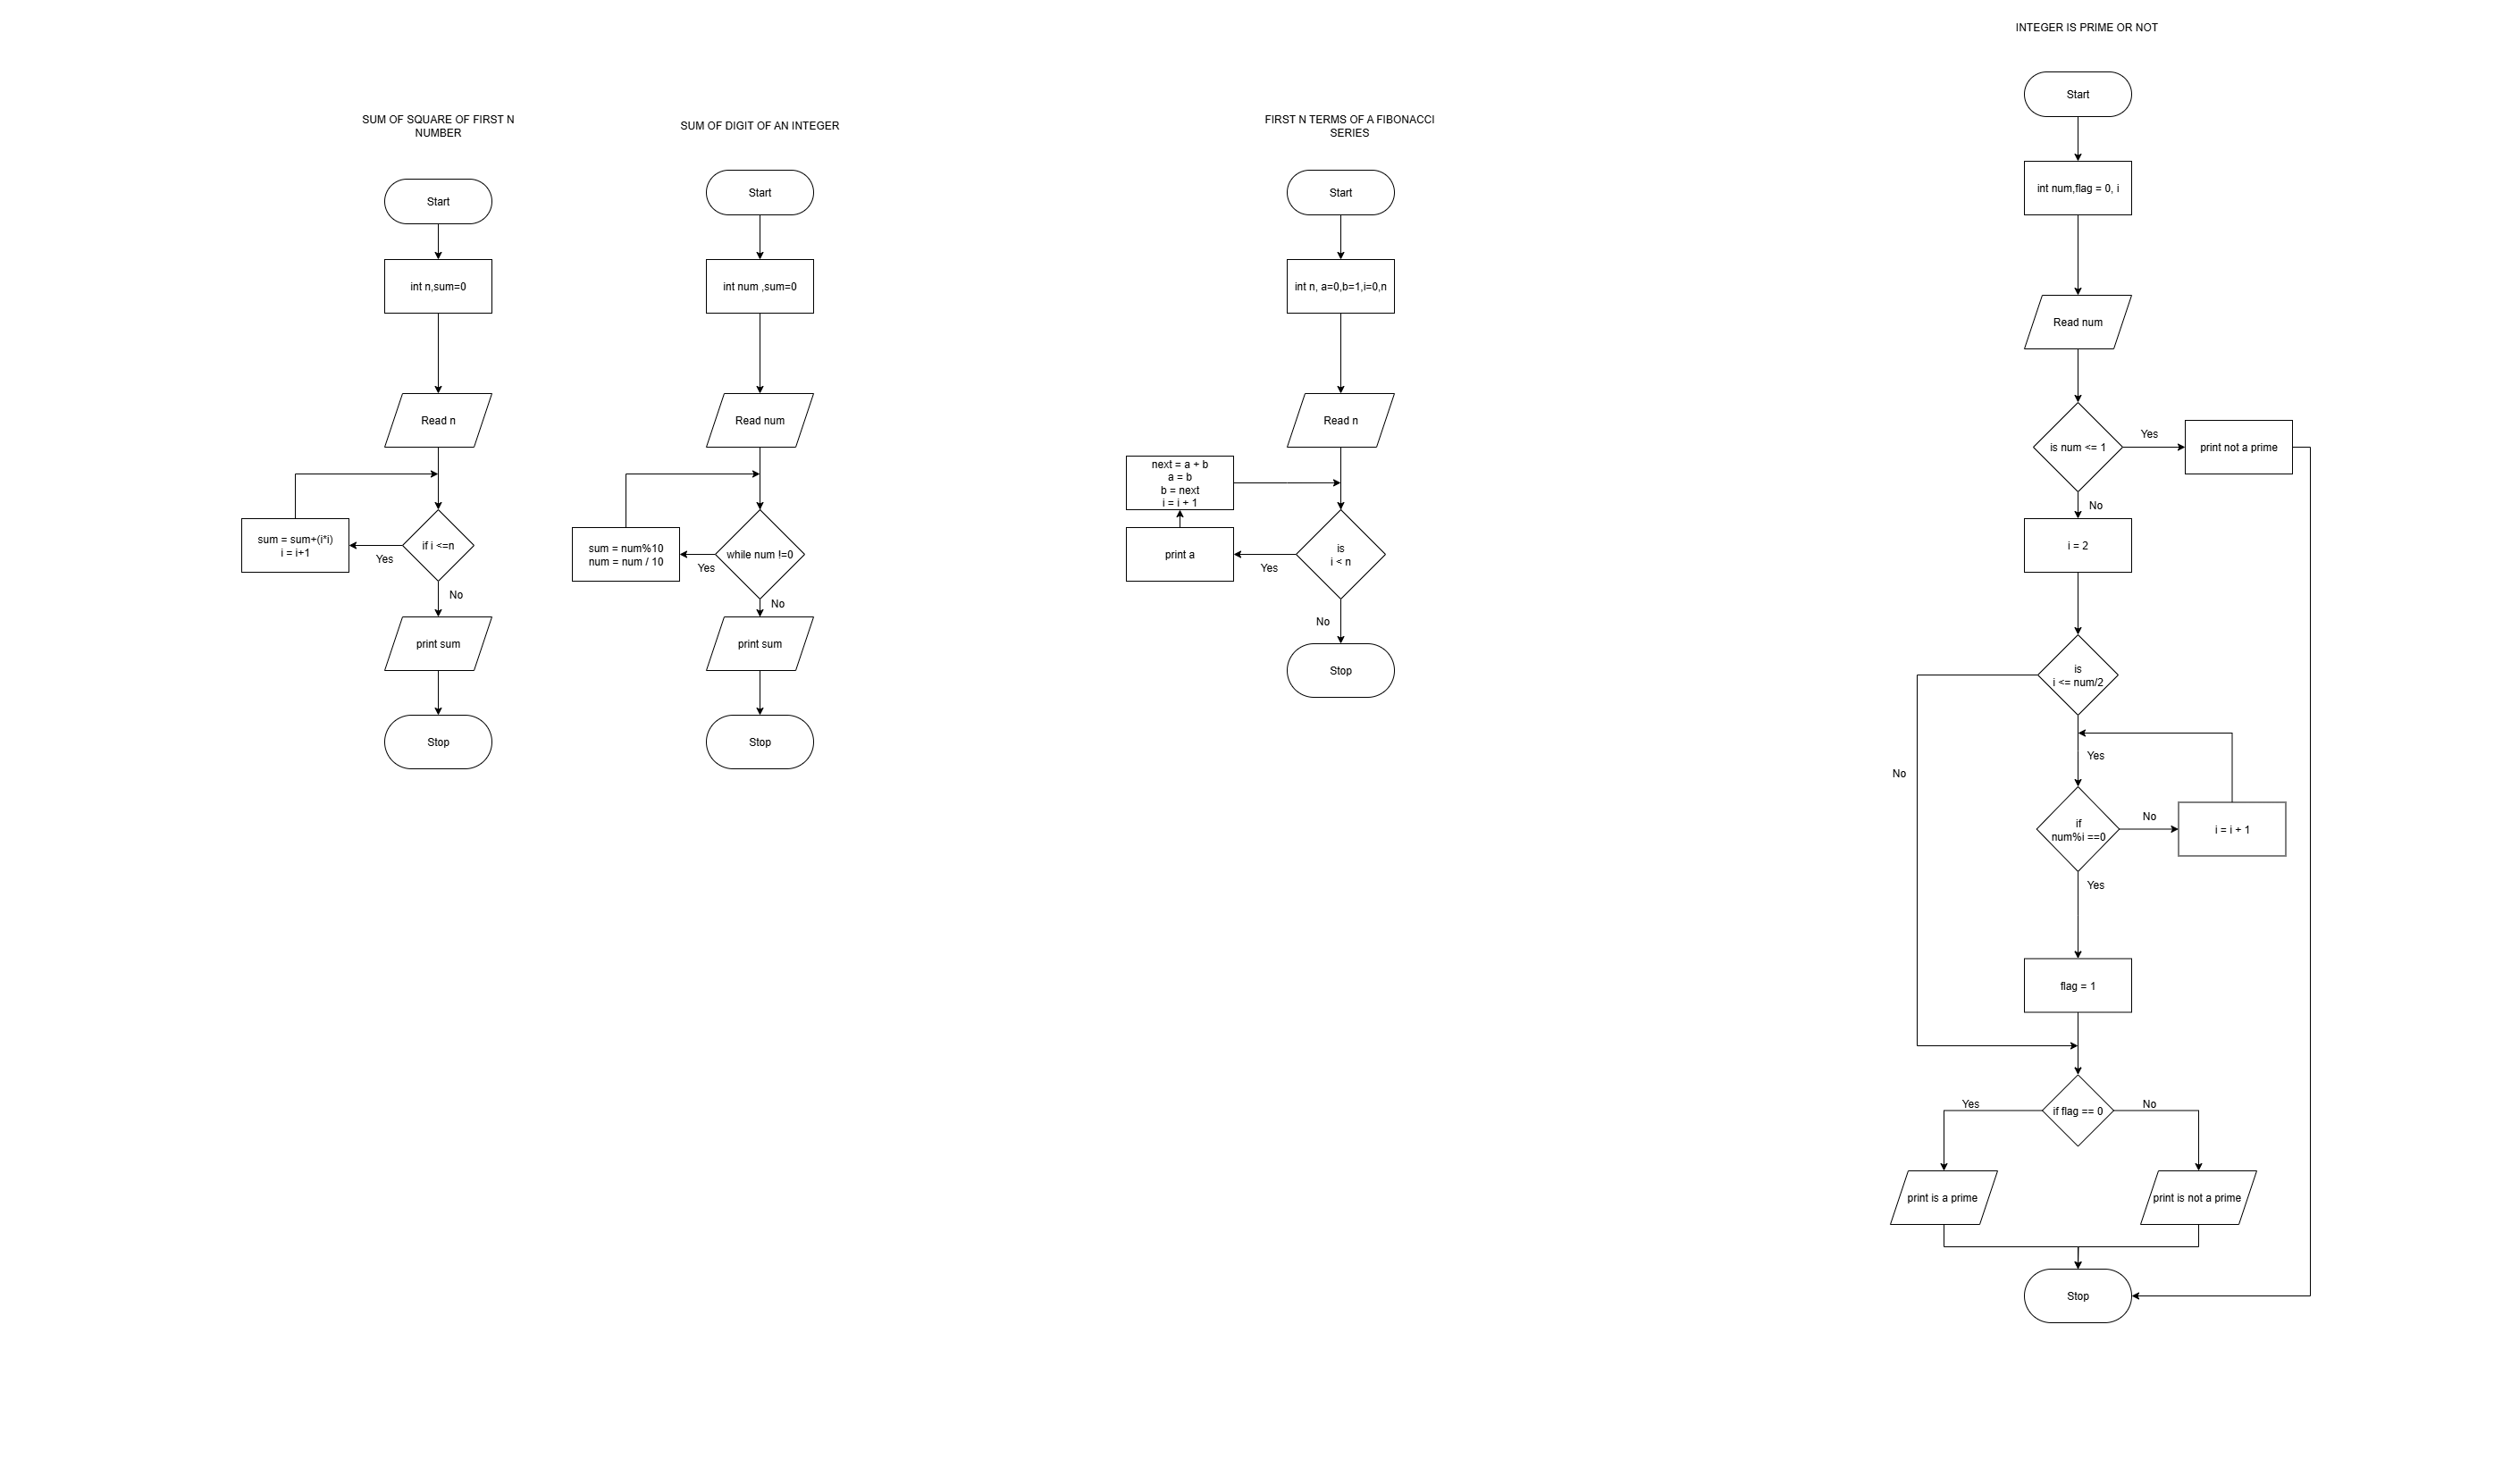 SUM OF SQUARE OF FIRST N
NUMBER
Start
int n,sum=0
Read n
if i <=n
Yes
sum = sum+(i*i)
i = i+1
No
print sum
Stop
SUM OF DIGIT OF AN INTEGER
Start
int num ,sum=0
Read num
while num !=0
Yes
sum = num%10
num = num / 10
No
print sum
Stop
FIRST N TERMS OF A FIBONACCI
SERIES
Start
int n, a=0,b=1,i=0,n
Read n
is
i < n
Yes
print a
next = a + b
a = b
b = next
i = i + 1
No
Stop
INTEGER IS PRIME OR NOT
Start
int num,flag = 0, i
Read num
is num <= 1
Yes
print not a prime
No
i = 2
is
i <= num/2
No
Yes
if
num%i ==0
No
i = i + 1
Yes
flag = 1
if flag == 0
Yes
No
print is a prime
print is not a prime
Stop